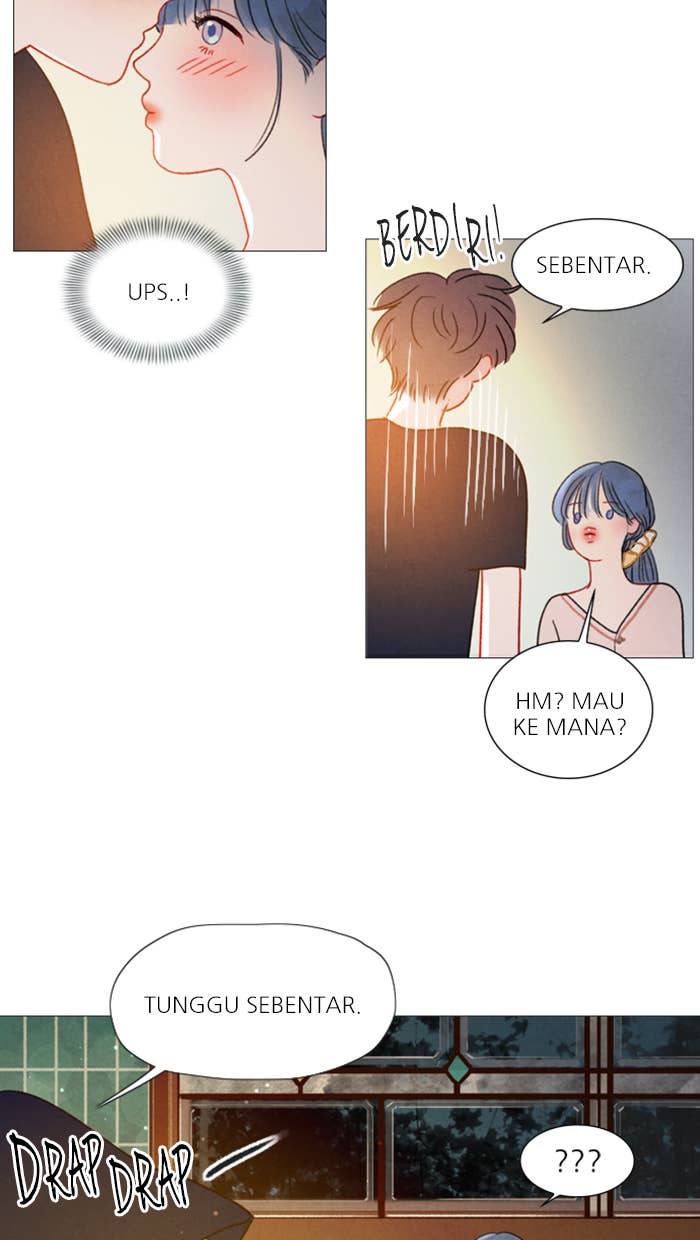 UPS..!
BERDIRI!
SEBENTAR.
HM? MAU
KE MANA?
TUNGGU SEBENTAR.
DRAP DRAP
???